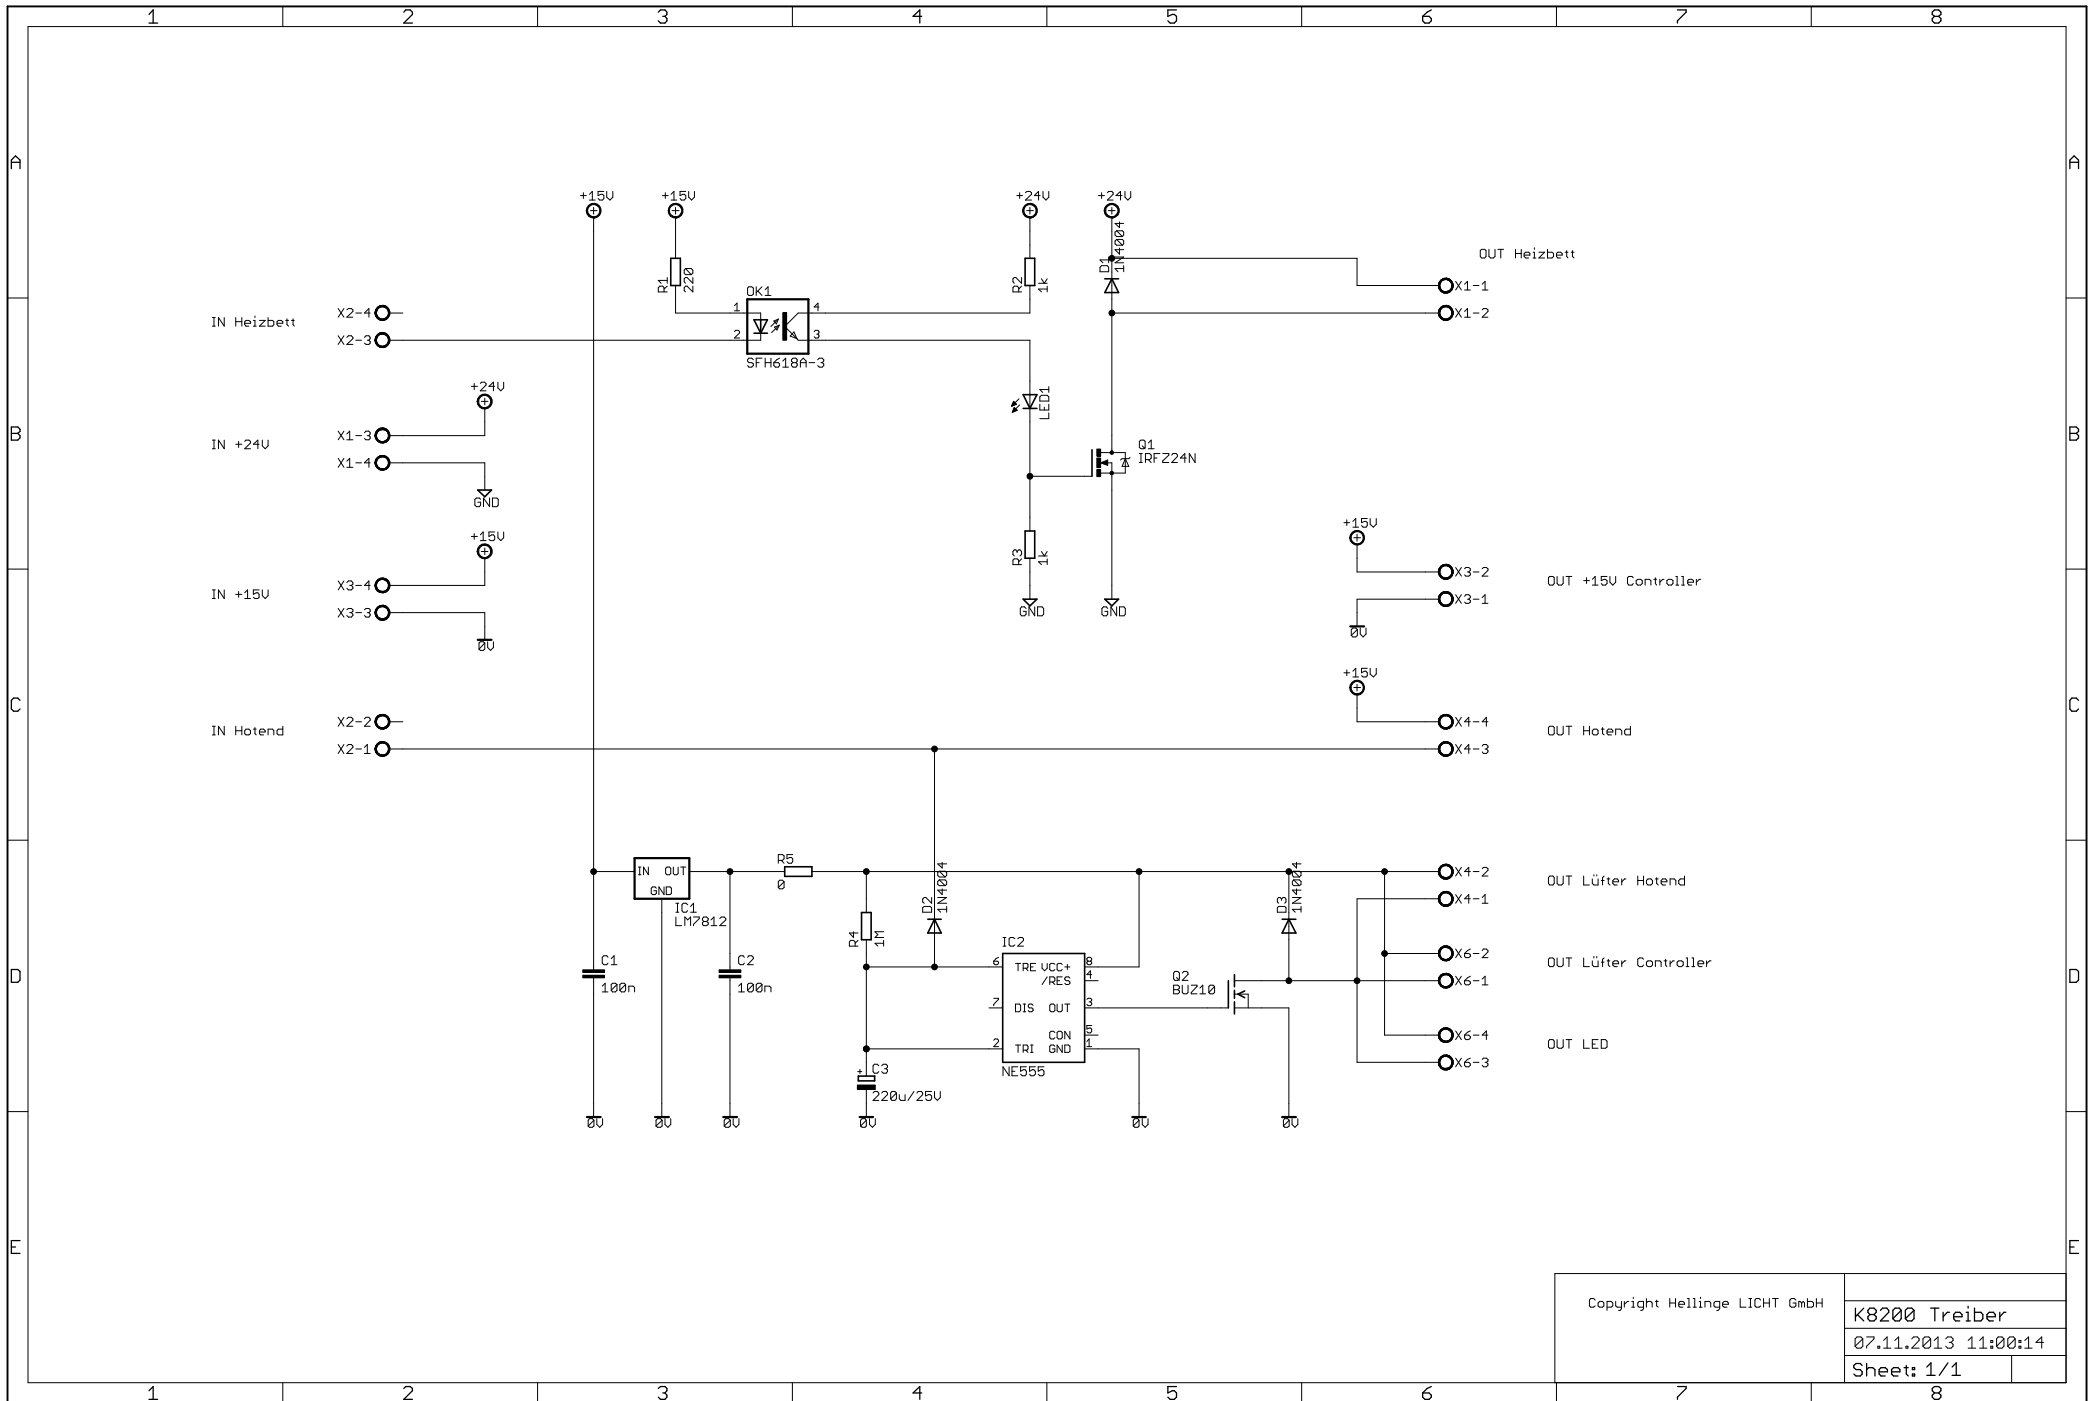 1 2 3 4 5 6 7 8
A A
+15V +15V +24V +24V
1N4004
D1
OUT Heizbett
R1 220
R2 1k
X1-1
OK1
1 4
X2-4
IN Heizbett
X1-2
X2-3
2 3
SFH618A-3
+24V
LED1
B B
X1-3
IN +24V
X1-4
Q1
IRFZ24N
GND
+15V
+15V
R3 1k
X3-4
IN +15V
X3-3
X3-2
OUT +15V Controller
X3-1
GND GND
0V
0V
+15V
C C
X2-2
IN Hotend
X2-1
X4-4
OUT Hotend
X4-3
R5
0
IN OUT
GND
IC1
LM7812
X4-2
OUT Lüfter Hotend
X4-1
R4 1M
D2 1N4004
D3 1N4004
IC2
C1
100n
C2
100n
6 TRE VCC+ 8
/RES 4
7 DIS OUT 3
CON 5
2 TRI GND 1
NE555
Q2
BUZ10
X6-2
OUT Lüfter Controller
X6-1
D D
X6-4
OUT LED
X6-3
+ C3
220u/25V
0V 0V 0V 0V 0V 0V
E E
Copyright Hellinge LICHT GmbH
K8200 Treiber
07.11.2013 11:00:14
Sheet: 1/1
1 2 3 4 5 6 7 8